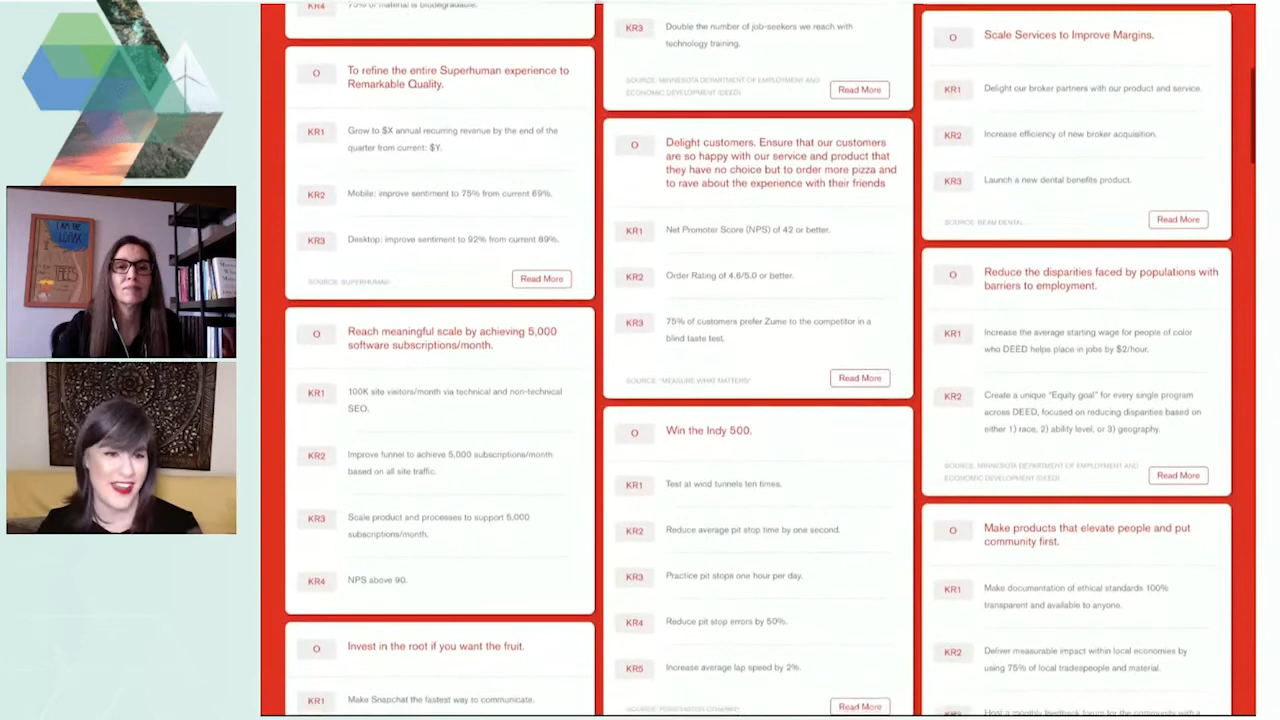 KR4
75% of material is biodegradable.
O
To refine the entire Superhuman experience to
Remarkable Quality.
KR1
Grow to $X annual recurring revenue by the end of the
quarter from current: $Y.
KR2
Mobile: improve sentiment to 75% from current 69%.
KR3
Desktop: improve sentiment to 92% from current 89%.
SOURCE: SUPERHUMAN
Read More
O
Reach meaningful scale by achieving 5,000
software subscriptions/month.
KR1
100K site visitors/month via technical and non-technical
SEO.
KR2
Improve funnel to achieve 5,000 subscriptions/month
based on all site traffic.
KR3
Scale product and processes to support 5,000
subscriptions/month.
KR4
NPS above 90.
O
Invest in the root if you want the fruit.
KR1
Make Snapchat the fastest way to communicate.
KR3
Double the number of job-seekers we reach with
technology training.
SOURCE: MINNESOTA DEPARTMENT OF EMPLOYMENT AND
ECONOMIC DEVELOPMENT (DEED)
Read More
O
Delight customers. Ensure that our customers
are so happy with our service and product that
they have no choice but to order more pizza and
to rave about the experience with their friends
KR1
Net Promoter Score (NPS) of 42 or better.
KR2
Order Rating of 4.6/5.0 or better.
KR3
75% of customers prefer Zume to the competitor in a
blind taste test.
SOURCE: "MEASURE WHAT MATTERS"
Read More
O
Win the Indy 500.
KR1
Test at wind tunnels ten times.
KR2
Reduce average pit stop time by one second.
KR3
Practice pit stops one hour per day.
KR4
Reduce pit stop errors by 50%.
KR5
Increase average lap speed by 2%.
Read More
O
Scale Services to Improve Margins.
KR1
Delight our broker partners with our product and service.
KR2
Increase efficiency of new broker acquisition.
KR3
Launch a new dental benefits product.
SOURCE: BEAM DENTAL
Read More
O
Reduce the disparities faced by populations with
barriers to employment.
KR1
Increase the average starting wage for people of color
who DEED helps place in jobs by $2/hour.
KR2
Create a unique "Equity goal" for every single program
across DEED, focused on reducing disparities based on
either 1) race, 2) ability level, or 3) geography.
SOURCE: MINNESOTA DEPARTMENT OF EMPLOYMENT AND
ECONOMIC DEVELOPMENT (DEED)
Read More
O
Make products that elevate people and put
community first.
KR1
Make documentation of ethical standards 100%
transparent and available to anyone.
KR2
Deliver measurable impact within local economies by
using 75% of local tradespeople and material.
Host a monthly feedback forum for the community with a
I AM THE
LORAX
TREES